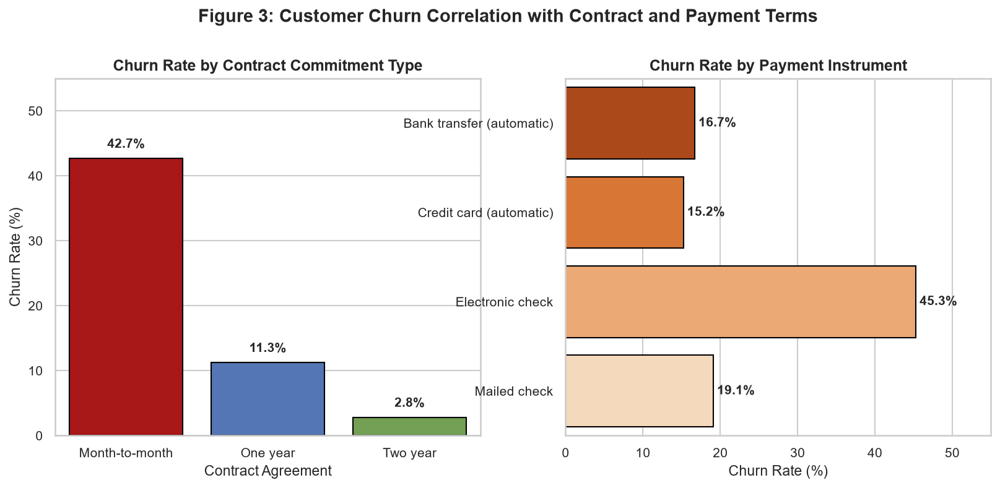 Figure 3: Customer Churn Correlation with Contract and Payment Terms
Churn Rate by Contract Commitment Type
Churn Rate (%)
50
40
30
20
10
0
42.7%
11.3%
2.8%
Month-to-month
One year
Two year
Contract Agreement
Churn Rate by Payment Instrument
Bank transfer (automatic)
16.7%
Credit card (automatic)
15.2%
Electronic check
45.3%
Mailed check
19.1%
0
10
20
30
40
50
Churn Rate (%)